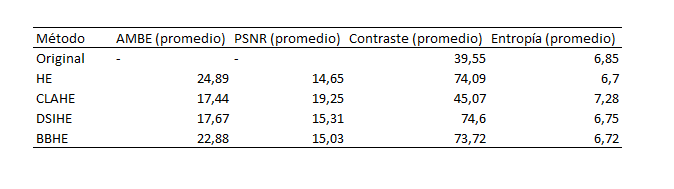 Método AMBE (promedio) PSNR (promedio) Contraste (promedio) Entropía (promedio)
Original - - 39,55 6,85
HE 24,89 14,65 74,09 6,7
CLAHE 17,44 19,25 45,07 7,28
DSIHE 17,67 15,31 74,6 6,75
BBHE 22,88 15,03 73,72 6,72